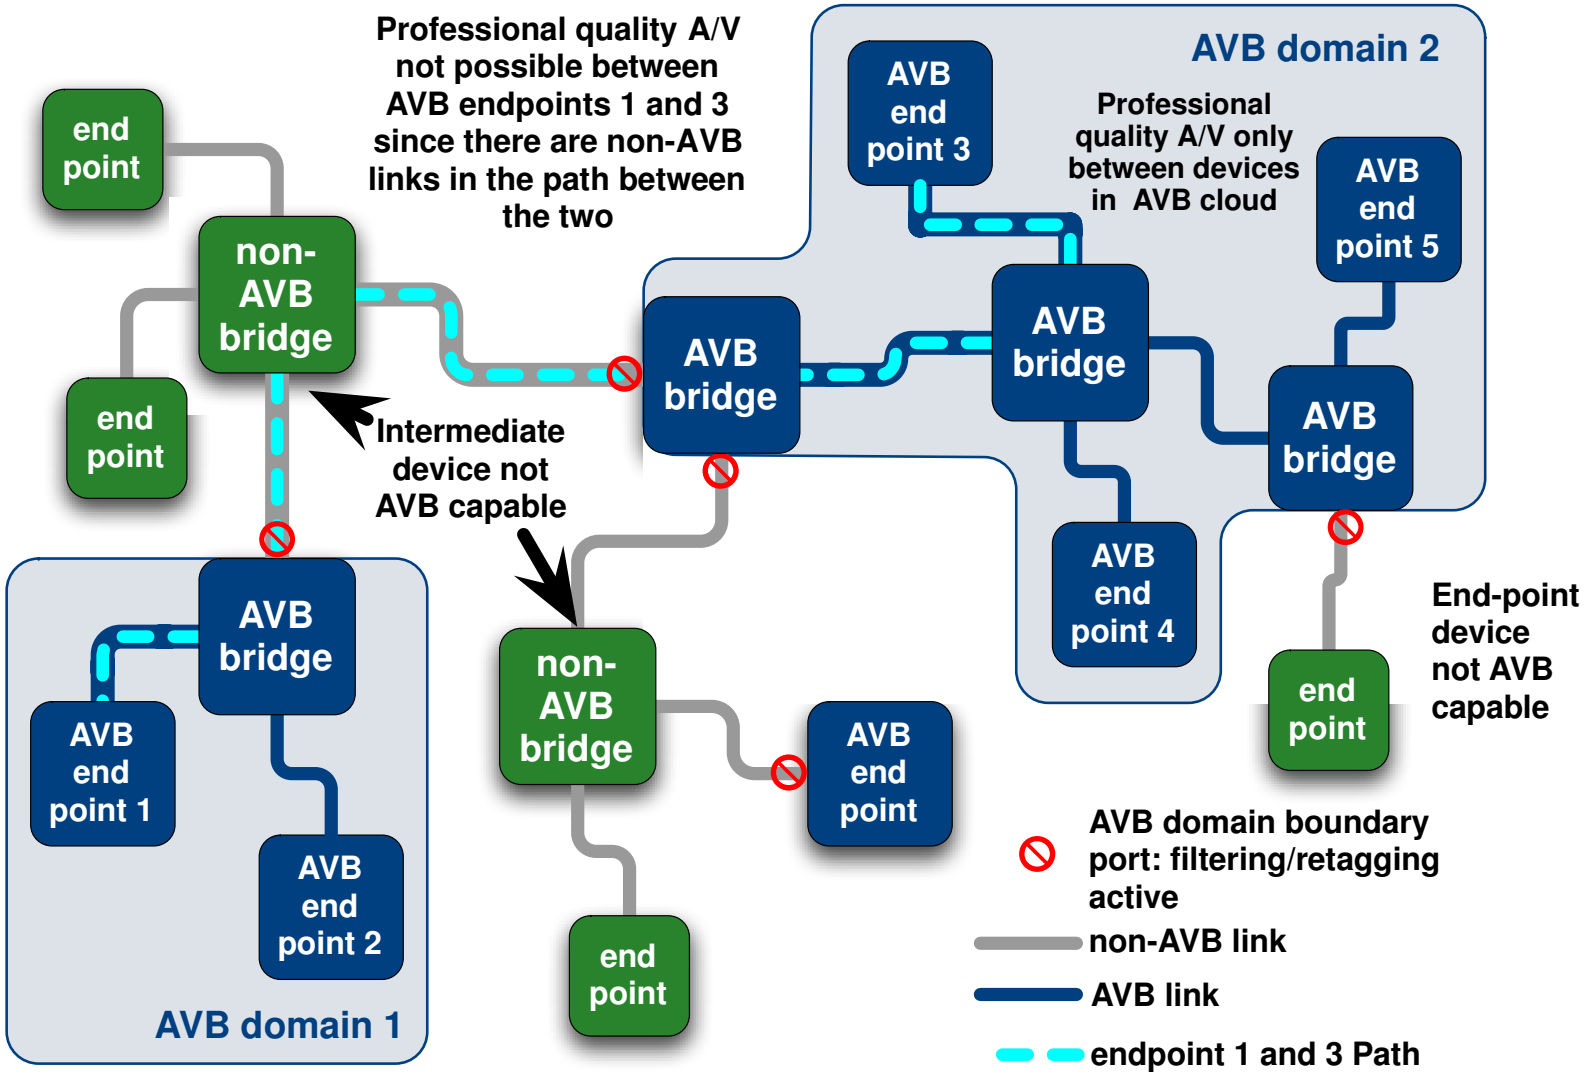 Professional quality A/V
not possible between
AVB endpoints 1 and 3
since there are non-AVB
links in the path between
the two
AVB domain 2
AVB
end
point 3
Professional
quality A/V only
between devices
in AVB cloud
AVB
end
point 5
end
point
non-
AVB
bridge
end
point
AVB
bridge
AVB
bridge
AVB
bridge
Intermediate
device not
AVB capable
AVB
end
point 4
End-point
device
not AVB
capable
end
point
AVB
bridge
AVB
end
point 1
AVB
end
point 2
AVB domain 1
non-
AVB
bridge
AVB
end
point
end
point
AVB domain boundary
port: filtering/retagging
active
non-AVB link
AVB link
endpoint 1 and 3 Path